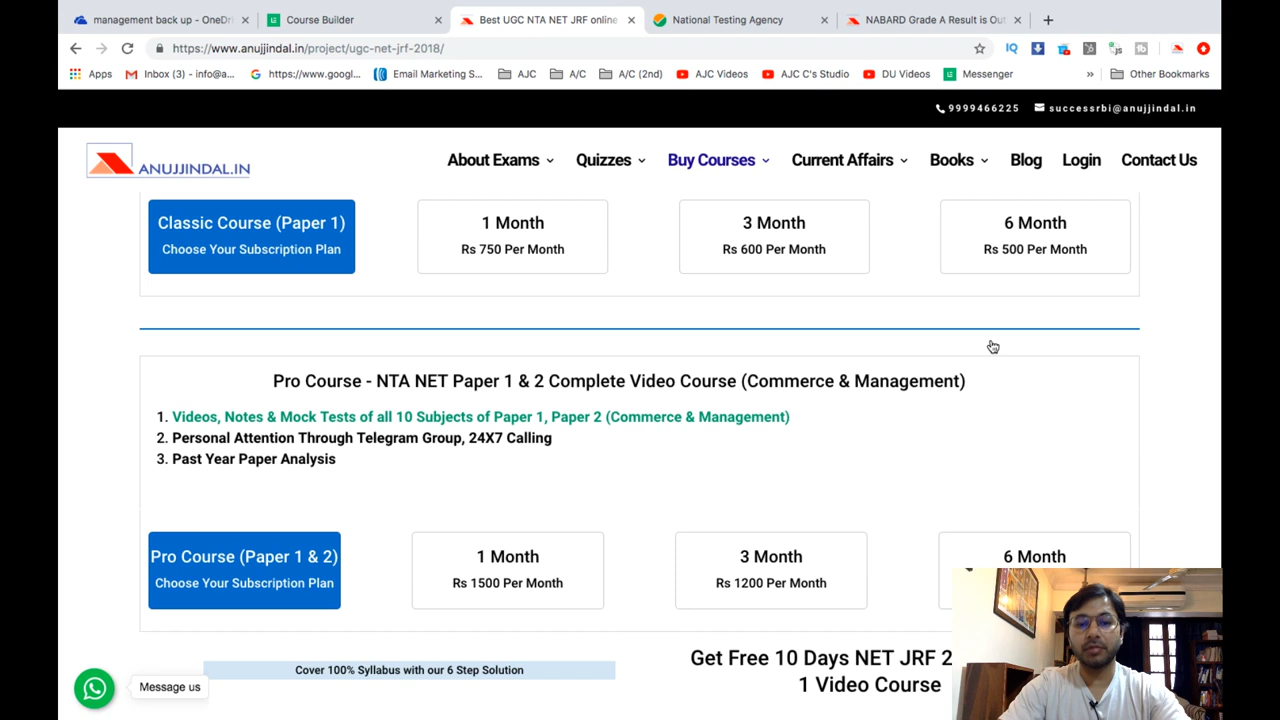 management back up - OneDri
Course Builder
Best UGC NTA NET JRF online
National Testing Agency
NABARD Grade A Result is Out
https://www.anujjindal.in/project/ugc-net-jrf-2018/
IQ
Apps
Inbox (3) - info@a...
https://www.googl...
Email Marketing S...
AJC
A/C
A/C (2nd)
AJC Videos
AJC C's Studio
DU Videos
Messenger
»
Other Bookmarks
9999466225
successrbi@anujjindal.in
ANUJJINDAL.IN
About Exams
Quizzes
Buy Courses
Current Affairs
Books
Blog
Login
Contact Us
Classic Course (Paper 1)
Choose Your Subscription Plan
1 Month
Rs 750 Per Month
3 Month
Rs 600 Per Month
6 Month
Rs 500 Per Month
Pro Course - NTA NET Paper 1 & 2 Complete Video Course (Commerce & Management)
1. Videos, Notes & Mock Tests of all 10 Subjects of Paper 1, Paper 2 (Commerce & Management)
2. Personal Attention Through Telegram Group, 24X7 Calling
3. Past Year Paper Analysis
Pro Course (Paper 1 & 2)
Choose Your Subscription Plan
1 Month
Rs 1500 Per Month
3 Month
Rs 1200 Per Month
6 Month
Cover 100% Syllabus with our 6 Step Solution
Get Free 10 Days NET JRF 2
1 Video Course
Message us